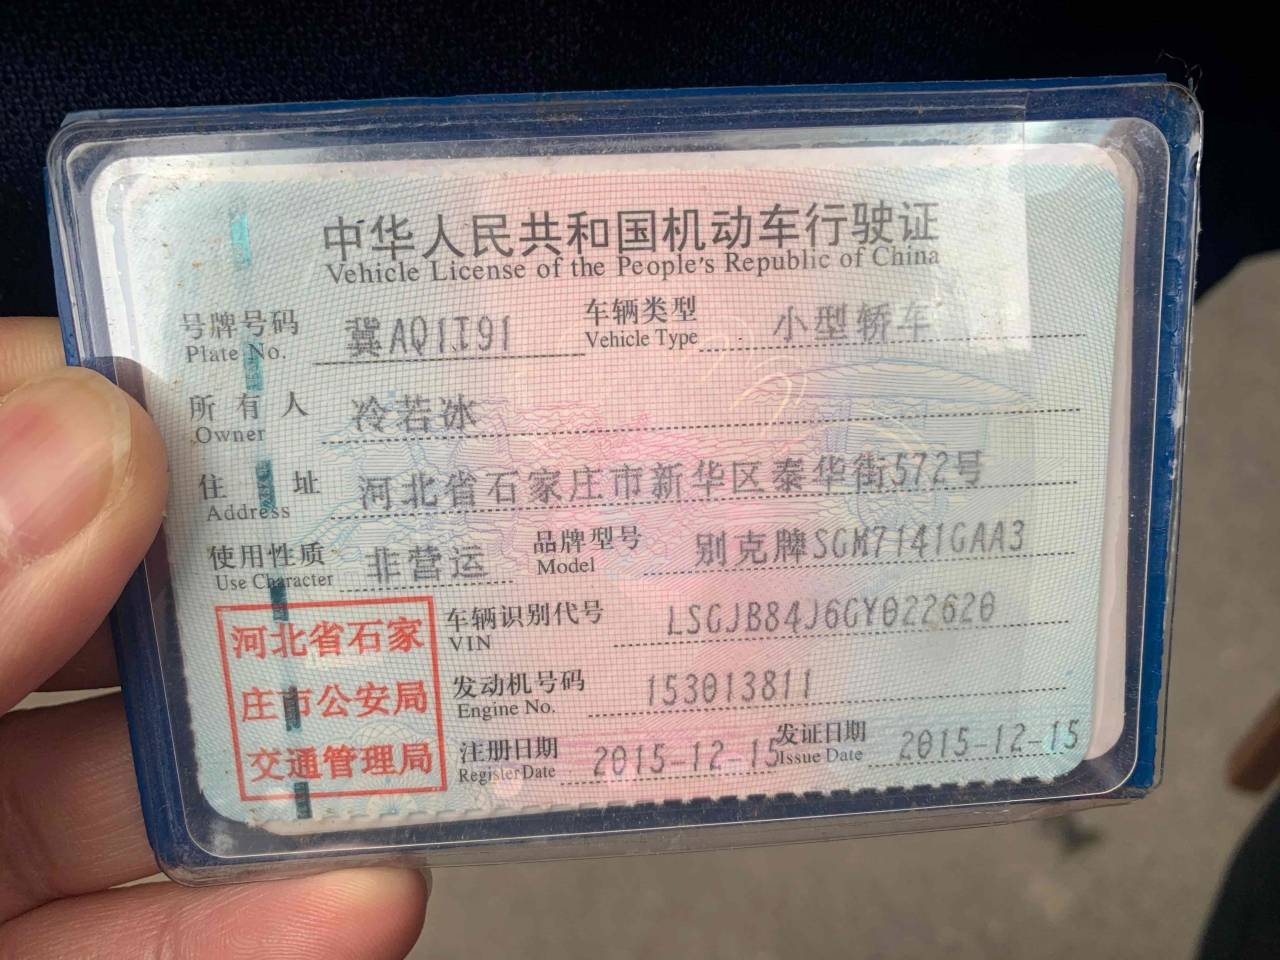 中华人民共和国机动车行驶证
Vehicle License of the People's Republic of China
号牌号码 冀AQ1I91 车辆类型 小型轿车
Plate No. Vehicle Type
所有人 冷若冰
Owner
住址 河北省石家庄市新华区泰华街572号
Address
使用性质 非营运 品牌型号 别克牌SGM7141GAA3
Use Character Model
河北省石家
庄市公安局
交通管理局
车辆识别代号 LSGJB84J6GY022620
VIN
发动机号码 153013811
Engine No.
注册日期 2015-12-15 发证日期 2015-12-15
Register Date Issue Date